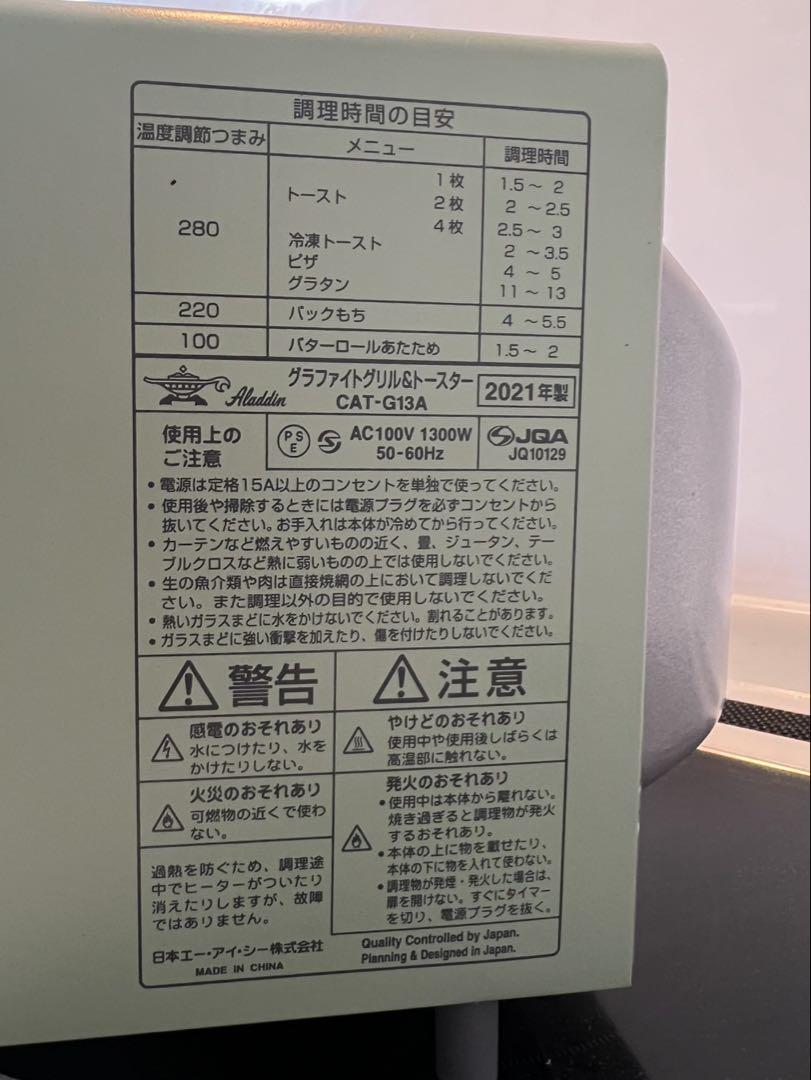 調理時間の目安
温度調節つまみ メニュー 調理時間
280 トースト 1枚 1.5～ 2
2枚 2 ～2.5
4枚 2.5～ 3
冷凍トースト 2 ～3.5
ピザ 4 ～ 5
グラタン 11 ～ 13
220 パックもち 4 ～5.5
100 バターロールあたため 1.5～ 2
Aladdin グラファイトグリル&トースター
CAT-G13A
2021年製
使用上の
ご注意
PSE
AC100V 1300W
50-60Hz
JQA
JQ10129
・電源は定格15A以上のコンセントを単独で使ってください。
・使用後や掃除するときには電源プラグを必ずコンセントから
抜いてください。お手入れは本体が冷めてから行ってください。
・カーテンなど燃えやすいものの近く、畳、ジュータン、テー
ブルクロスなど熱に弱いものの上では使用しないでください。
・生の魚介類や肉は直接焼網の上において調理しないでくだ
さい。また調理以外の目的で使用しないでください。
・熱いガラスまどに水をかけないでください。割れることがあります。
・ガラスまどに強い衝撃を加えたり、傷を付けたりしないでください。
警告
感電のおそれあり
水につけたり、水を
かけたりしない。
火災のおそれあり
可燃物の近くで使わ
ない。
過熱を防ぐため、調理途
中でヒーターがついたり
消えたりしますが、故障
ではありません。
日本エー・アイ・シー株式会社
MADE IN CHINA
注意
やけどのおそれあり
使用中や使用後しばらくは
高温部に触れない。
発火のおそれあり
・使用中は本体から離れない。
焼き過ぎると調理物が発火
するおそれあり。
・本体の上に物を載せたり、
本体の下に物を入れて使わない。
・調理物が発煙・発火した場合は、
扉を開けない。すぐにタイマー
を切り、電源プラグを抜く。
Quality Controlled by Japan.
Planning & Designed in Japan.